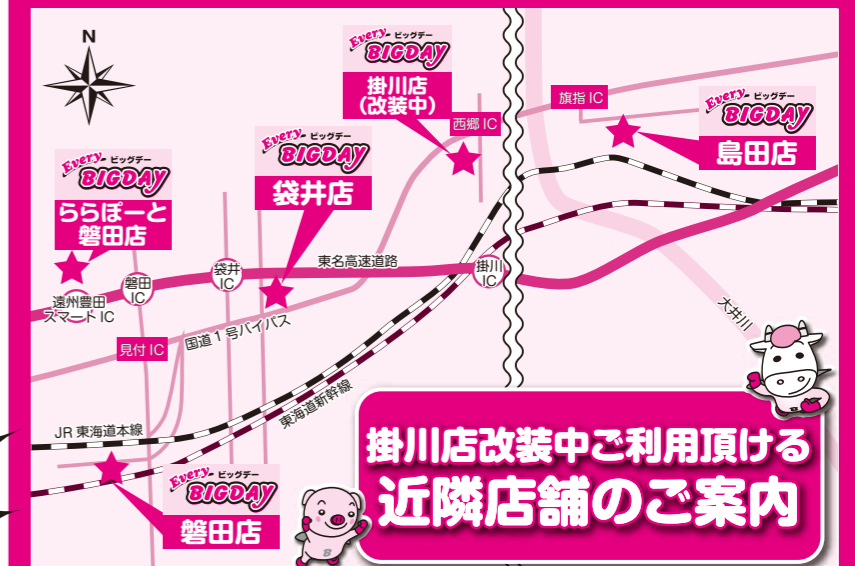 N
Every ビッグデー
BIGDAY
掛川店
(改装中)
西郷 IC
旗指 IC
Every ビッグデー
BIGDAY
島田店
Every ビッグデー
BIGDAY
袋井店
Every ビッグデー
BIGDAY
ららぽーと
磐田店
東名高速道路
掛川
IC
袋井
IC
磐田
IC
遠州豊田
スマート IC
国道 1 号バイパス
見付 IC
大井川
東海道新幹線
JR 東海道本線
Every ビッグデー
BIGDAY
磐田店
B
掛川店改装中ご利用頂ける
近隣店舗のご案内